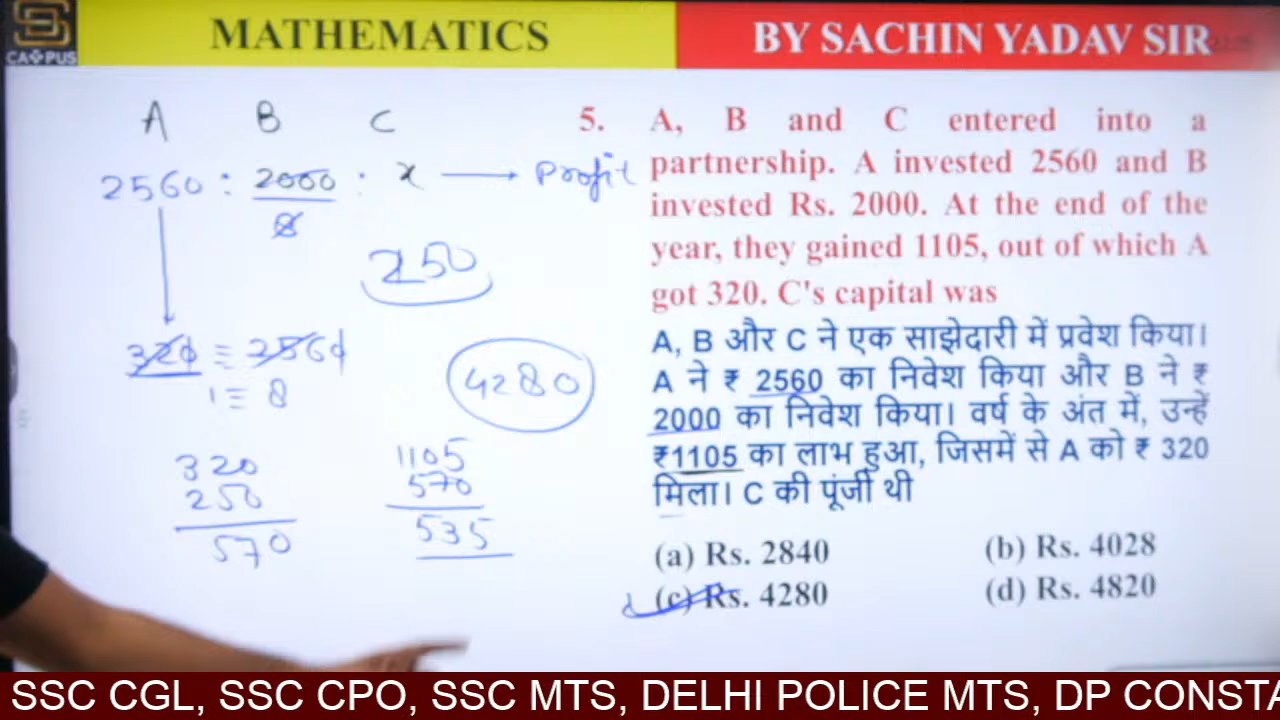 CAMPUS
MATHEMATICS
BY SACHIN YADAV SIR
A B C
2560 : 2000 : x → Profit
8
250
320 ≡ 2560
1 ≡ 8
4280
320
250
570
1105
570
535
5. A, B and C entered into a
partnership. A invested 2560 and B
invested Rs. 2000. At the end of the
year, they gained 1105, out of which A
got 320. C's capital was
A, B और C ने एक साझेदारी में प्रवेश किया।
A ने ₹ 2560 का निवेश किया और B ने ₹
2000 का निवेश किया। वर्ष के अंत में, उन्हें
₹1105 का लाभ हुआ, जिसमें से A को ₹ 320
मिला। C की पूंजी थी
(a) Rs. 2840 (b) Rs. 4028
(c) Rs. 4280 (d) Rs. 4820
SSC CGL, SSC CPO, SSC MTS, DELHI POLICE MTS, DP CONSTA